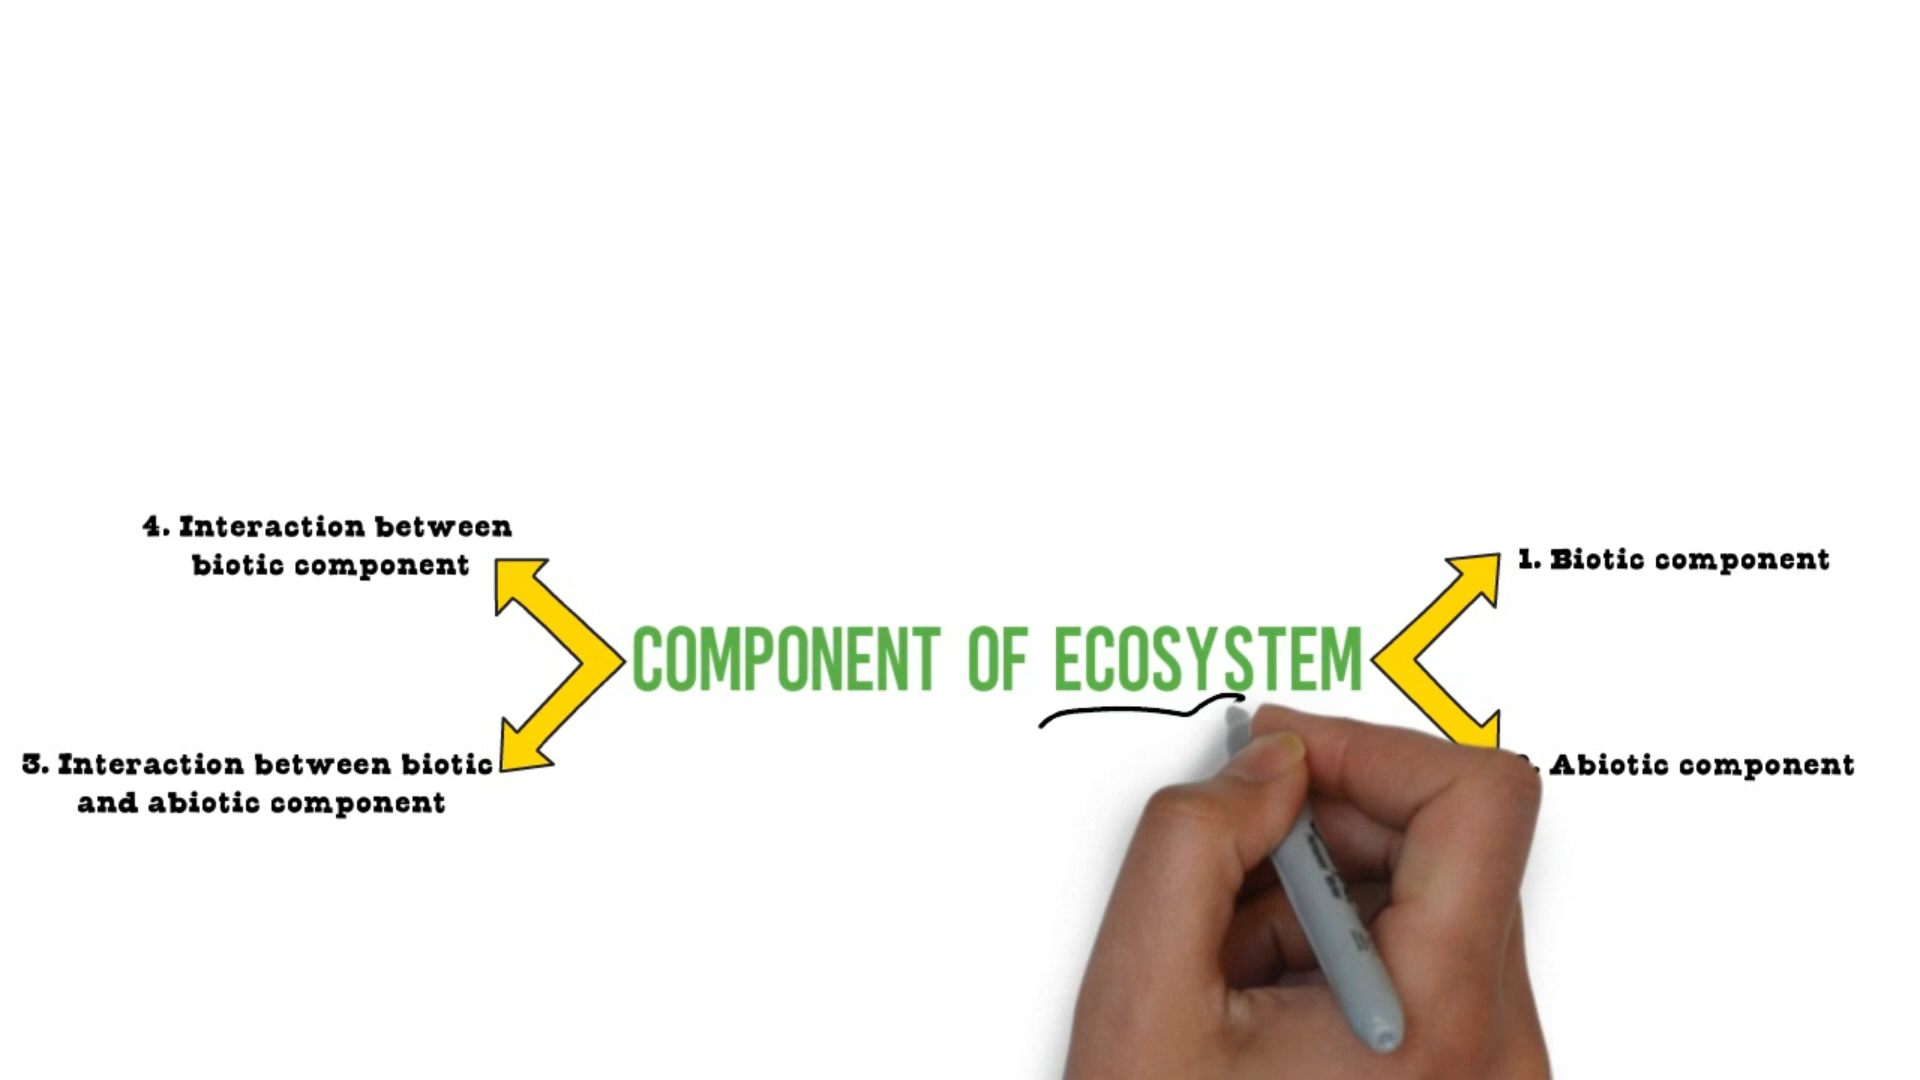 4. Interaction between
biotic component
1. Biotic component
COMPONENT OF ECOSYSTEM
3. Interaction between biotic
and abiotic component
. Abiotic component